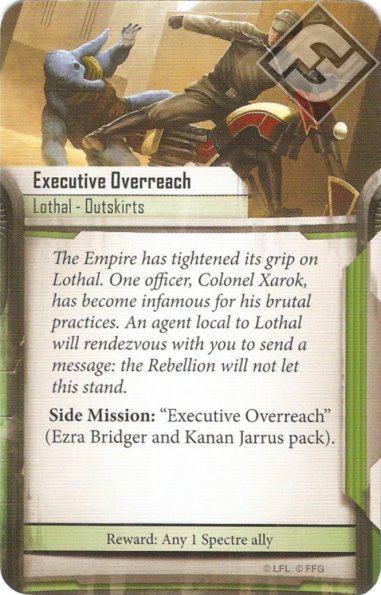 Executive Overreach
Lothal - Outskirts
The Empire has tightened its grip on
Lothal. One officer, Colonel Xarok,
has become infamous for his brutal
practices. An agent local to Lothal
will rendezvous with you to send a
message: the Rebellion will not let
this stand.
Side Mission: “Executive Overreach”
(Ezra Bridger and Kanan Jarrus pack).
Reward: Any 1 Spectre ally
© LFL © FFG